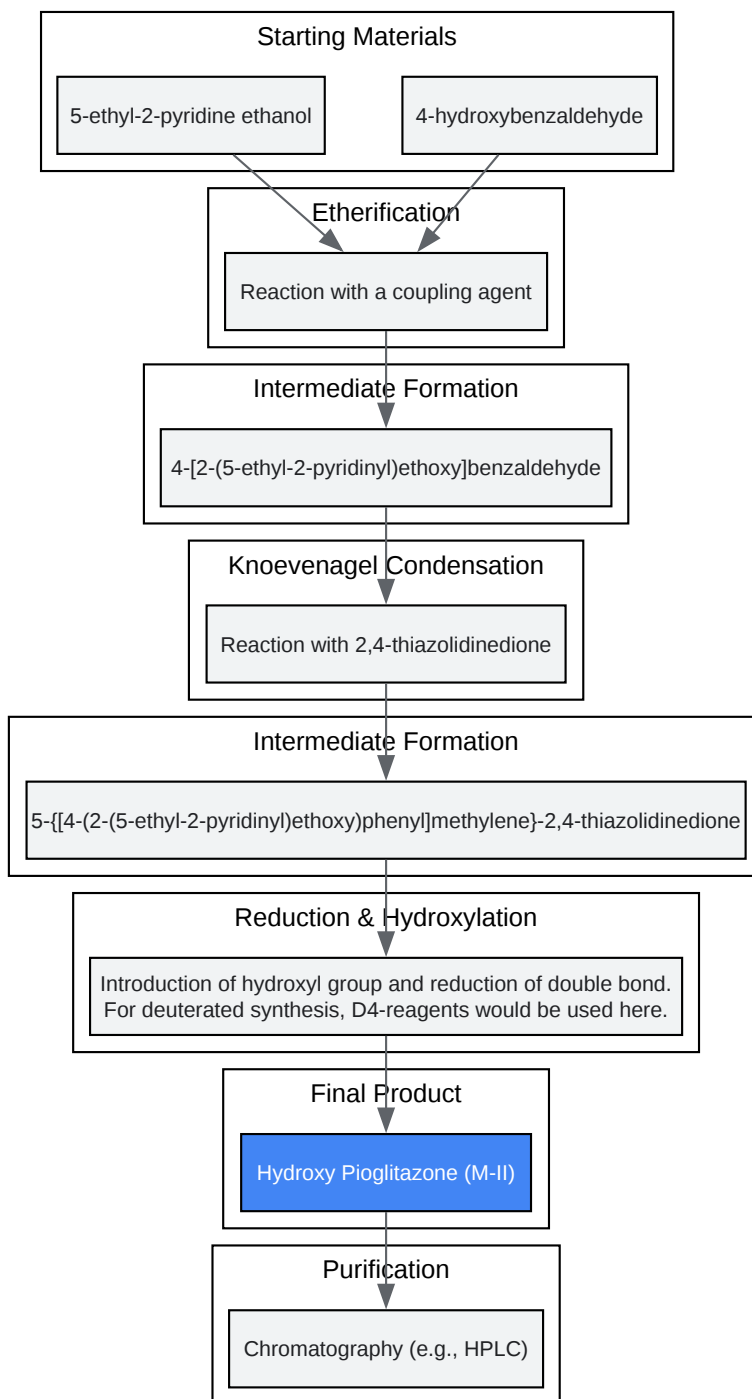 Starting Materials
5-ethyl-2-pyridine ethanol
4-hydroxybenzaldehyde
Etherification
Reaction with a coupling agent
Intermediate Formation
4-[2-(5-ethyl-2-pyridinyl)ethoxy]benzaldehyde
Knoevenagel Condensation
Reaction with 2,4-thiazolidinedione
Intermediate Formation
5-{[4-(2-(5-ethyl-2-pyridinyl)ethoxy)phenyl]methylene}-2,4-thiazolidinedione
Reduction & Hydroxylation
Introduction of hydroxyl group and reduction of double bond.
For deuterated synthesis, D4-reagents would be used here.
Final Product
Hydroxy Pioglitazone (M-II)
Purification
Chromatography (e.g., HPLC)